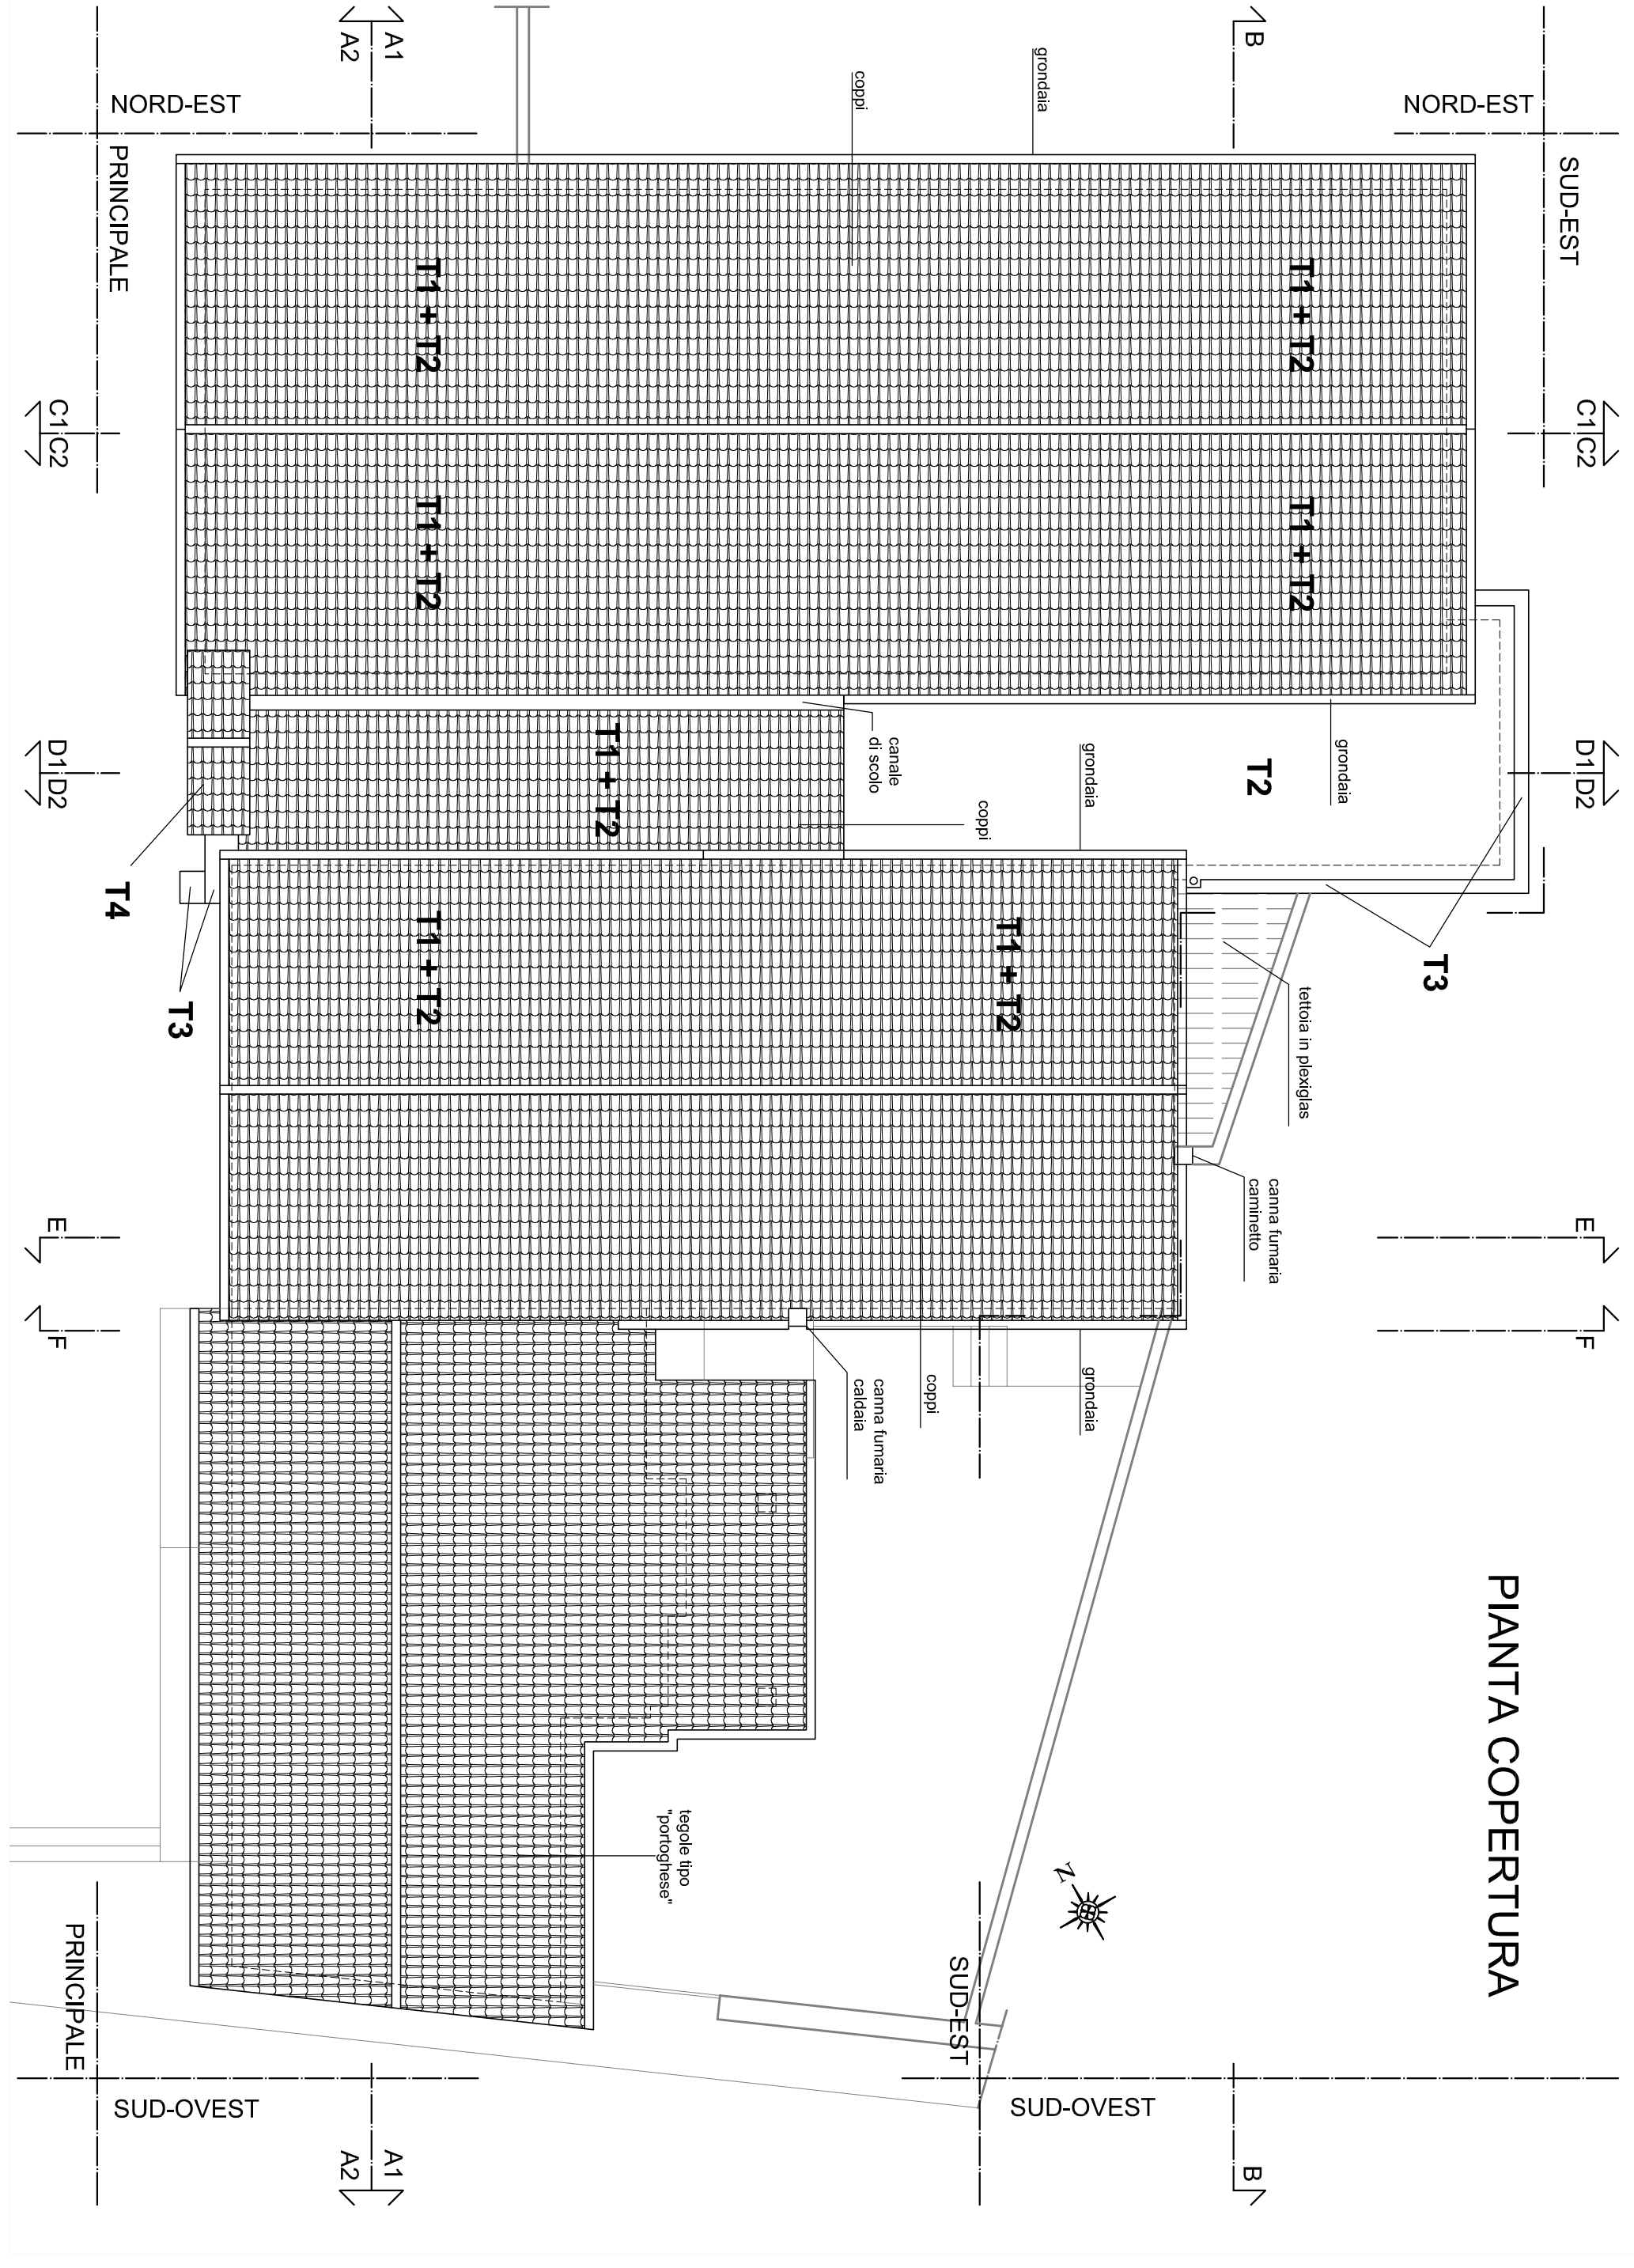 A1
A2
B
grondaia
coppi
NORD-EST
NORD-EST
PRINCIPALE
SUD-EST
T1 + T2
T1 + T2
C1
C2
C1
C2
T1 + T2
T1 + T2
D1
D2
D1
D2
T1 + T2
canale
di scolo
grondaia
grondaia
T2
coppi
T4
T3
T1 + T2
T1 + T2
T3
tettoia in plexiglas
canna fumaria
caminetto
E
E
F
F
canna fumaria
caldaia
coppi
grondaia
PIANTA COPERTURA
tegole tipo
"portoghese"
N
PRINCIPALE
SUD-EST
SUD-OVEST
SUD-OVEST
A1
A2
B